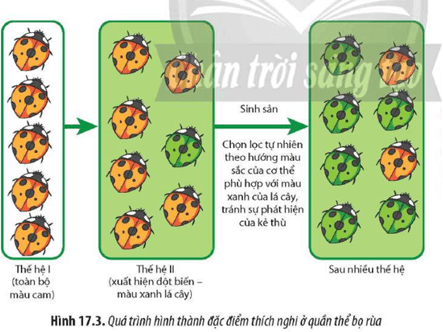 Chân trời sáng tạo
Sinh sản
Chọn lọc tự nhiên
theo hướng màu
sắc của cơ thể
phù hợp với màu
xanh của lá cây,
tránh sự phát hiện
của kẻ thù
Thế hệ I
(toàn bộ
màu cam)
Thế hệ II
(xuất hiện đột biến –
màu xanh lá cây)
Sau nhiều thế hệ
Hình 17.3. Quá trình hình thành đặc điểm thích nghi ở quần thể bọ rùa